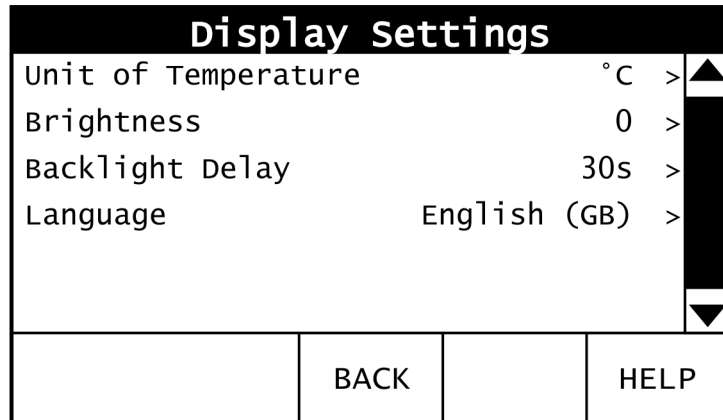 Display Settings
Unit of Temperature °C >
Brightness 0 >
Backlight Delay 30s >
Language English (GB) >
BACK HELP